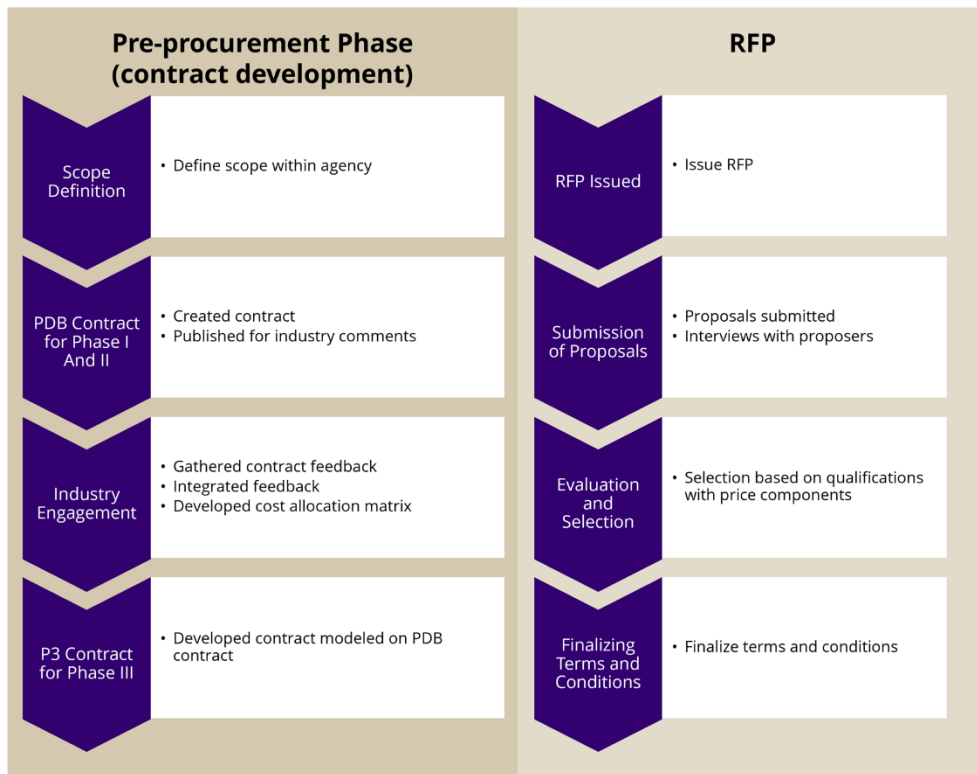 Pre-procurement Phase
(contract development)
Scope
Definition
• Define scope within agency
PDB Contract
for Phase I
And II
• Created contract
• Published for industry comments
Industry
Engagement
• Gathered contract feedback
• Integrated feedback
• Developed cost allocation matrix
P3 Contract
for Phase III
• Developed contract modeled on PDB
contract
RFP
RFP Issued
• Issue RFP
Submission
of Proposals
• Proposals submitted
• Interviews with proposers
Evaluation
and
Selection
• Selection based on qualifications
with price components
Finalizing
Terms and
Conditions
• Finalize terms and conditions